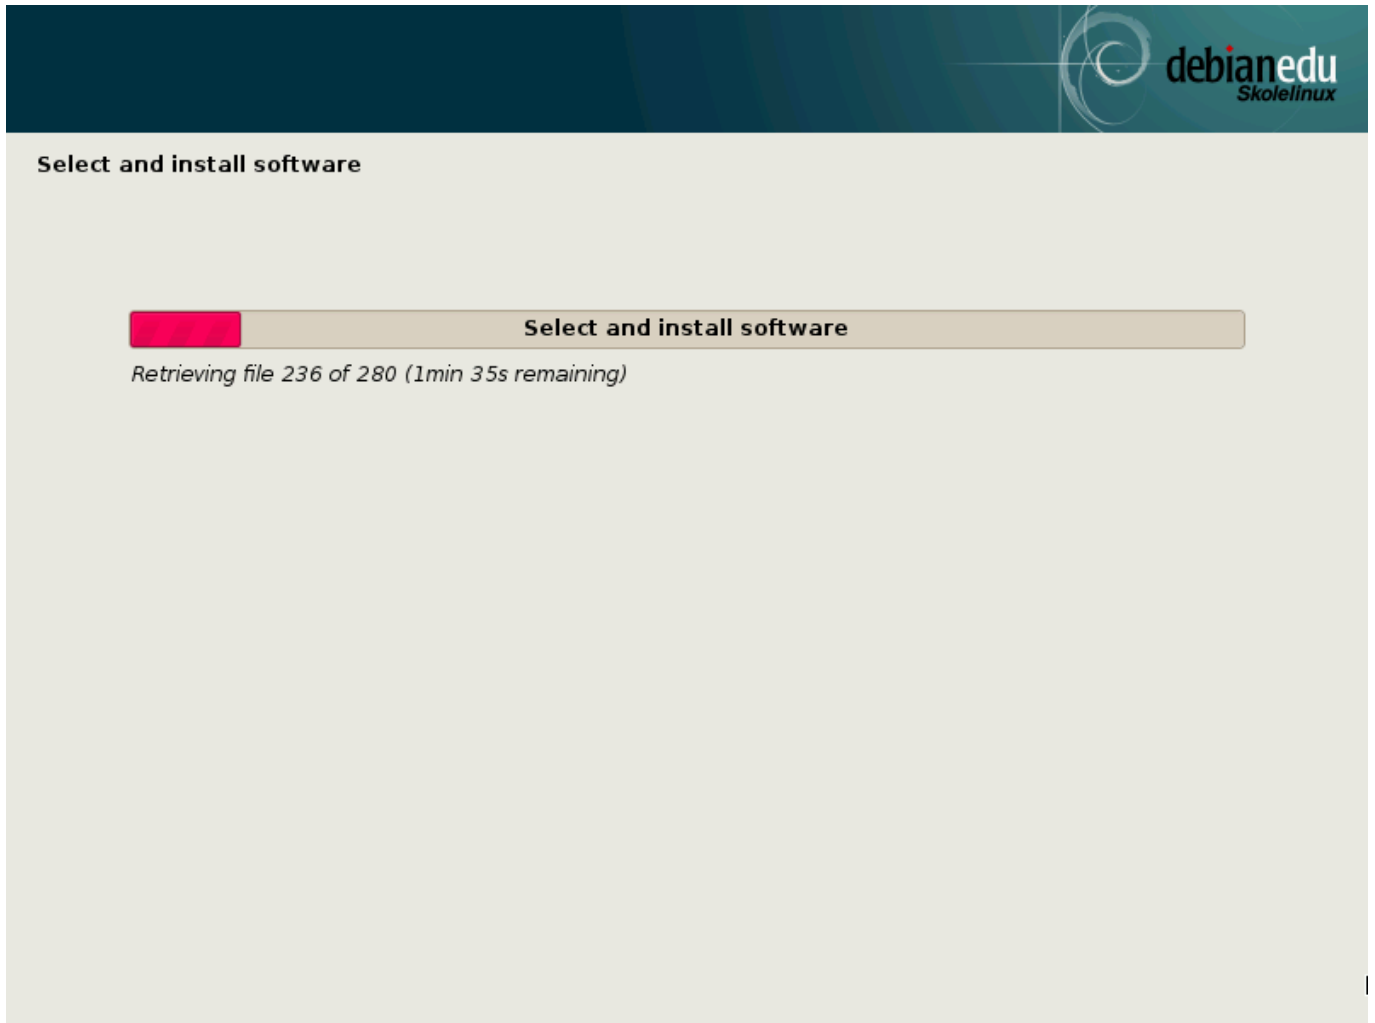 debianedu
Skolelinux
Select and install software
Select and install software
Retrieving file 236 of 280 (1min 35s remaining)